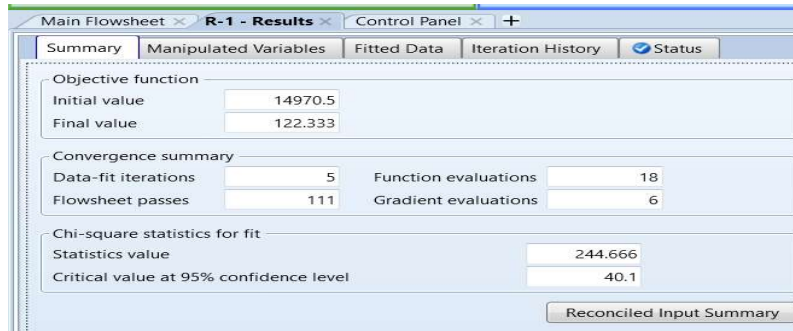 Main Flowsheet × R-1 - Results × Control Panel × +
Summary Manipulated Variables Fitted Data Iteration History Status
Objective function
Initial value 14970.5
Final value 122.333
Convergence summary
Data-fit iterations 5 Function evaluations 18
Flowsheet passes 111 Gradient evaluations 6
Chi-square statistics for fit
Statistics value 244.666
Critical value at 95% confidence level 40.1
Reconciled Input Summary